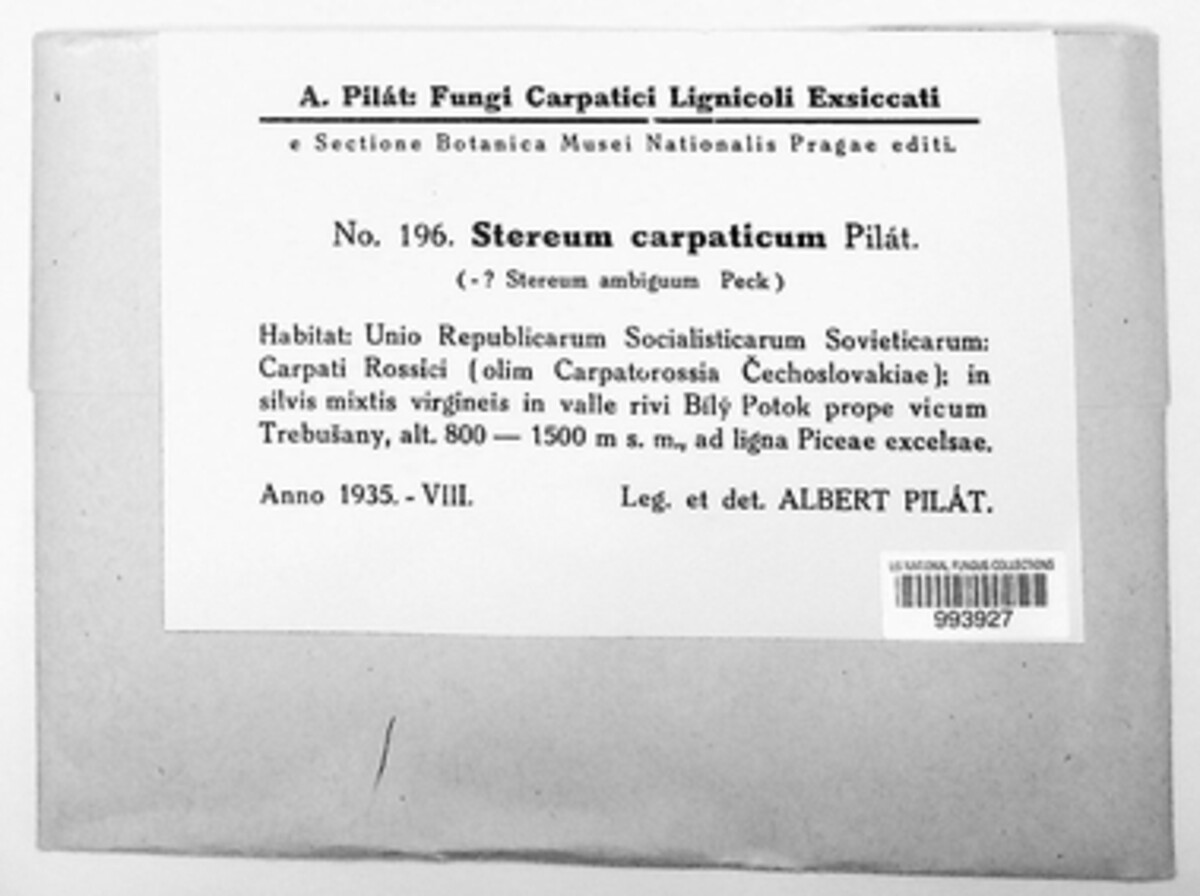 A. Pilát: Fungi Carpatici Lignicoli Exsiccati
e Sectione Botanica Musei Nationalis Pragae editi.
No. 196. Stereum carpaticum Pilát.
(-? Stereum ambiguum Peck)
Habitat: Unio Republicarum Socialisticarum Sovieticarum:
Carpati Rossici (olim Carpatorossia Čechoslovakiae): in
silvis mixtis virgineis in valle rivi Bílý Potok prope vicum
Trebušany, alt. 800 — 1500 m s. m., ad ligna Piceae excelsae.
Anno 1935. - VIII. Leg. et det. ALBERT PILÁT.
US NATIONAL FUNGUS COLLECTIONS
993927